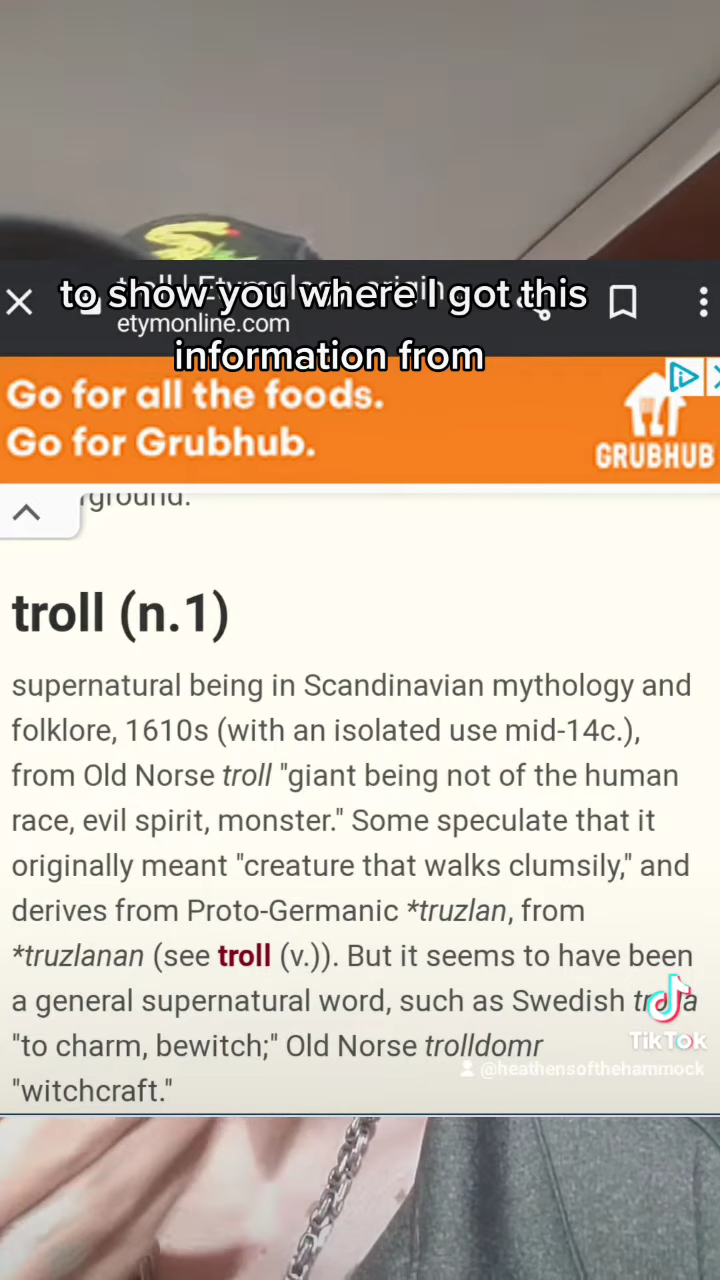 to show you where I got this
etymonline.com
information from
Go for all the foods.
Go for Grubhub.
GRUBHUB
troll (n.1)
supernatural being in Scandinavian mythology and
folklore, 1610s (with an isolated use mid-14c.),
from Old Norse troll "giant being not of the human
race, evil spirit, monster." Some speculate that it
originally meant "creature that walks clumsily," and
derives from Proto-Germanic *truzlan, from
*truzlanan (see troll (v.)). But it seems to have been
a general supernatural word, such as Swedish
"to charm, bewitch;" Old Norse trolldomr
TikTok
@heathensofthehammock
"witchcraft."